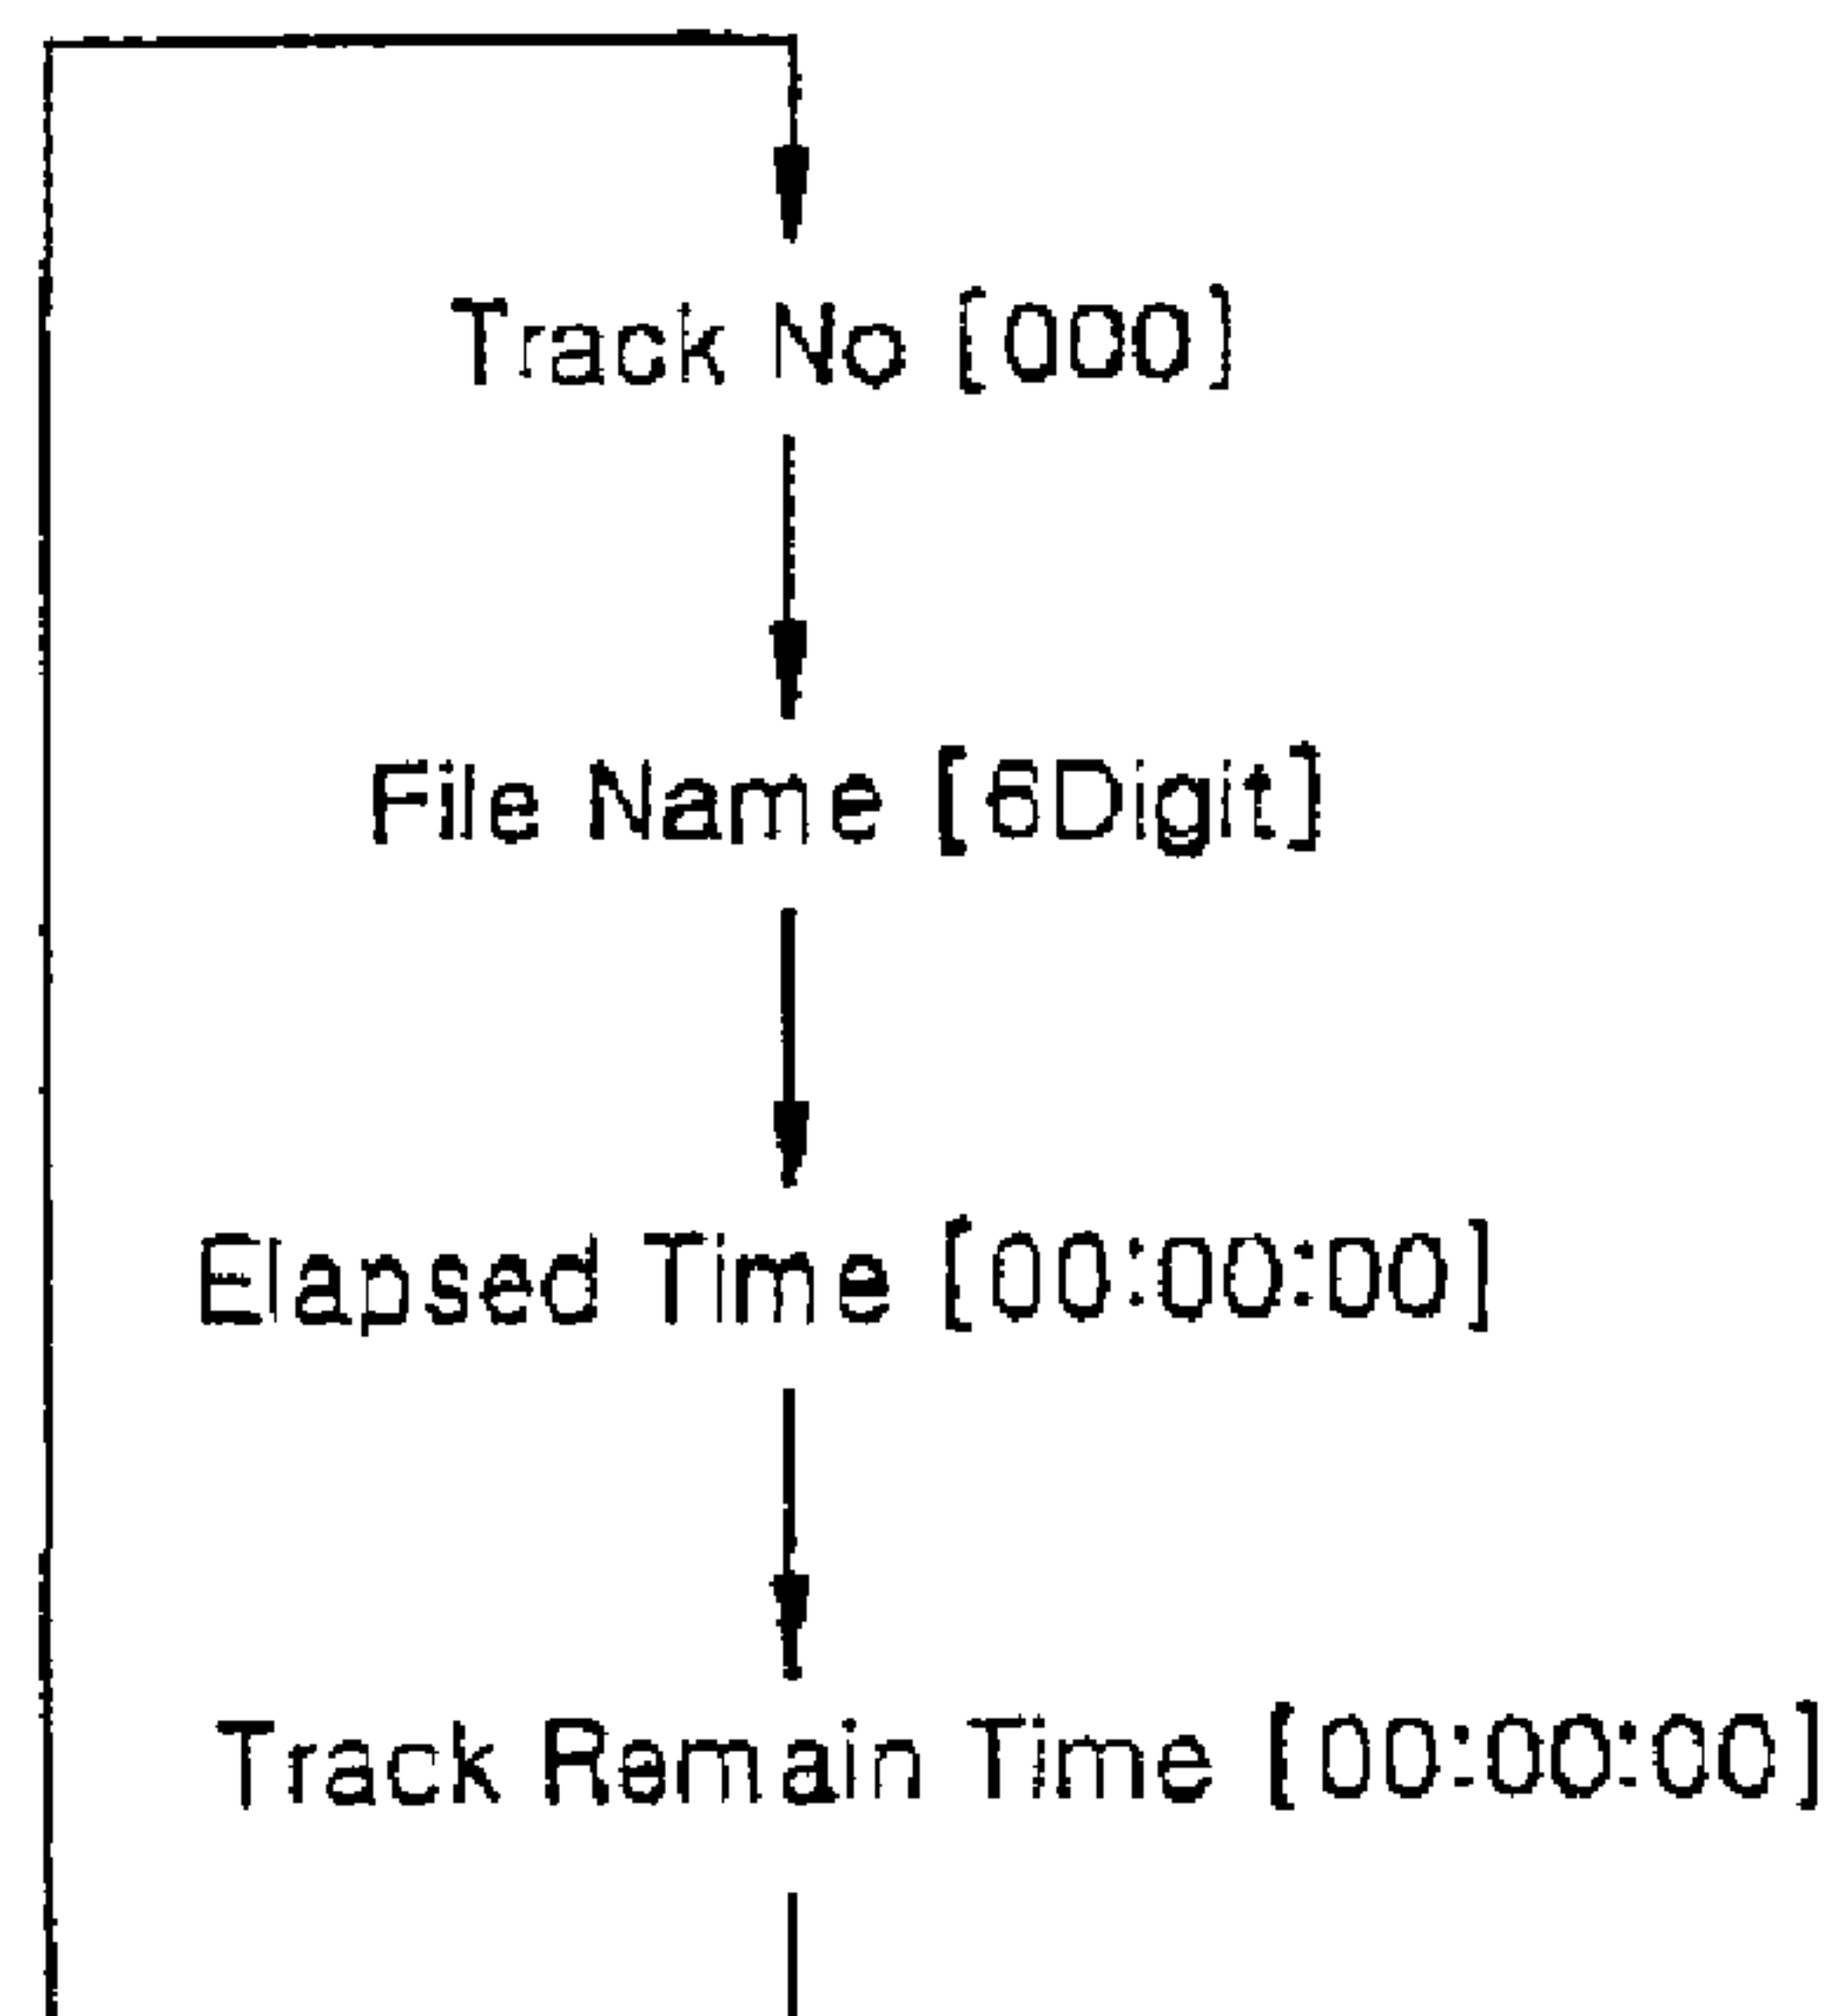 Track No [000]
File Name [6Digit]
Elapsed Time [00:00:00]
Track Remain Time [00:00:00]